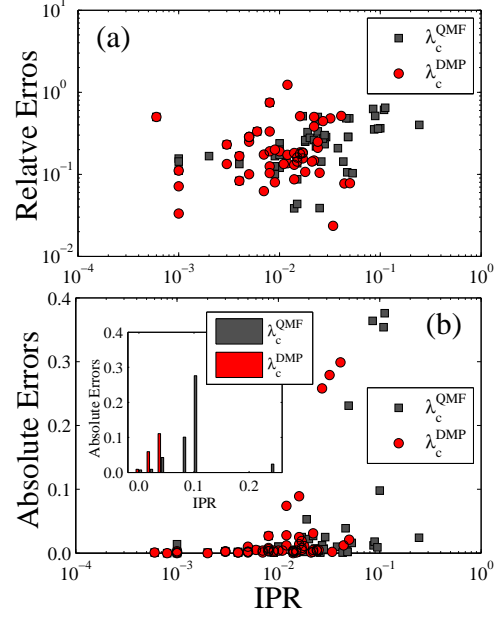 (a)
λ_c^QMF
λ_c^DMP
Relatve Erros
10^1
10^0
10^-1
10^-2
10^-4 10^-3 10^-2 10^-1 10^0
(b)
Absolute Errors
0.4
0.3
0.2
0.1
0.0
λ_c^QMF
λ_c^DMP
Absolute Errors
0.4
0.3
0.2
0.1
0.0
0.0 0.1 0.2
IPR
λ_c^QMF
λ_c^DMP
10^-4 10^-3 10^-2 10^-1 10^0
IPR